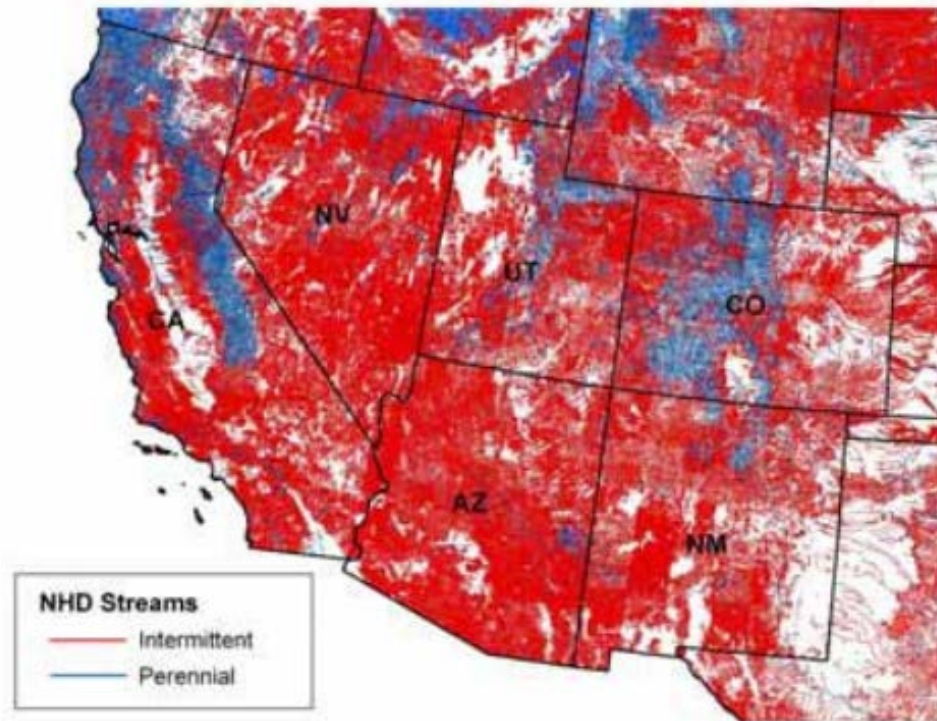 NV
UT
CO
CA
AZ
NM
NHD Streams
Intermittent
Perennial